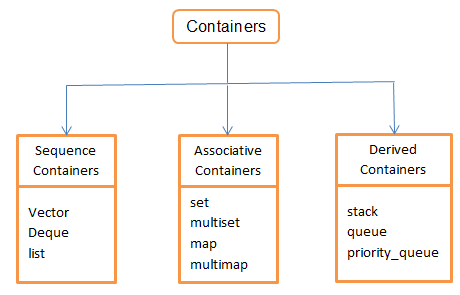 Containers
Sequence
Containers
Vector
Deque
list
Associative
Containers
set
multiset
map
multimap
Derived
Containers
stack
queue
priority_queue